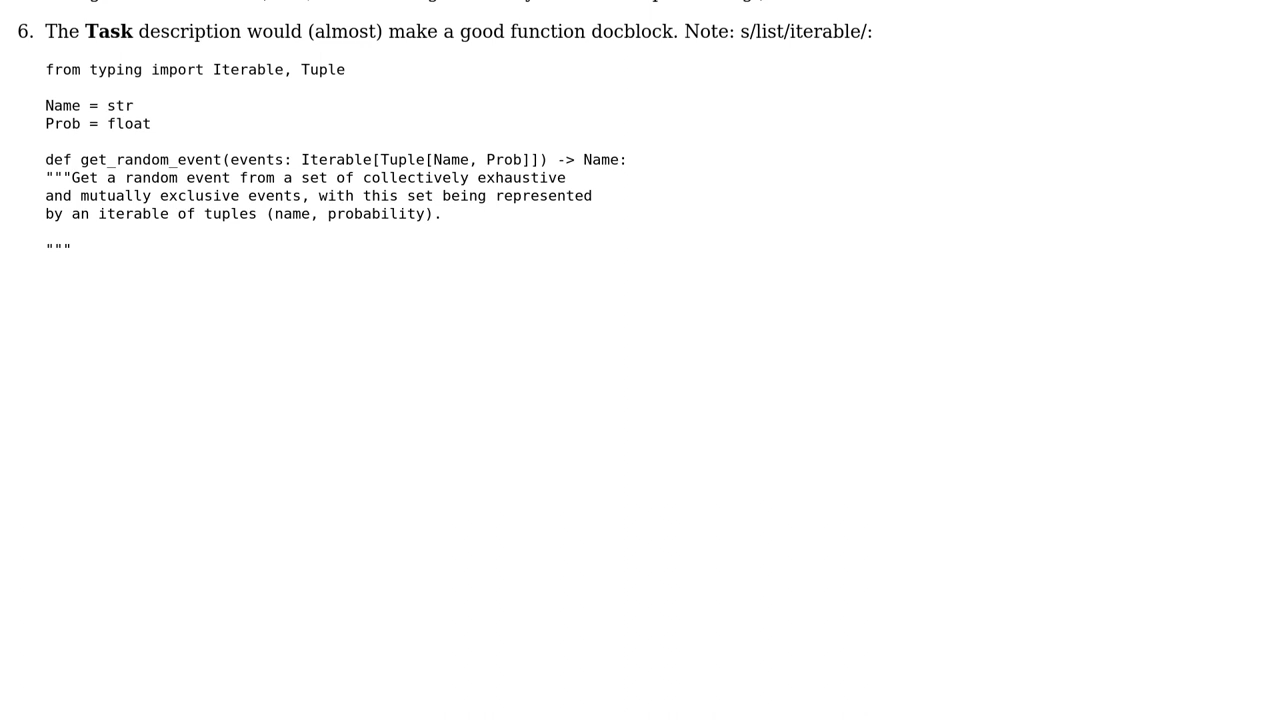 6. The Task description would (almost) make a good function docblock. Note: s/list/iterable/:
from typing import Iterable, Tuple
Name = str
Prob = float
def get_random_event(events: Iterable[Tuple[Name, Prob]]) -> Name:
"""Get a random event from a set of collectively exhaustive
and mutually exclusive events, with this set being represented
by an iterable of tuples (name, probability).
"""